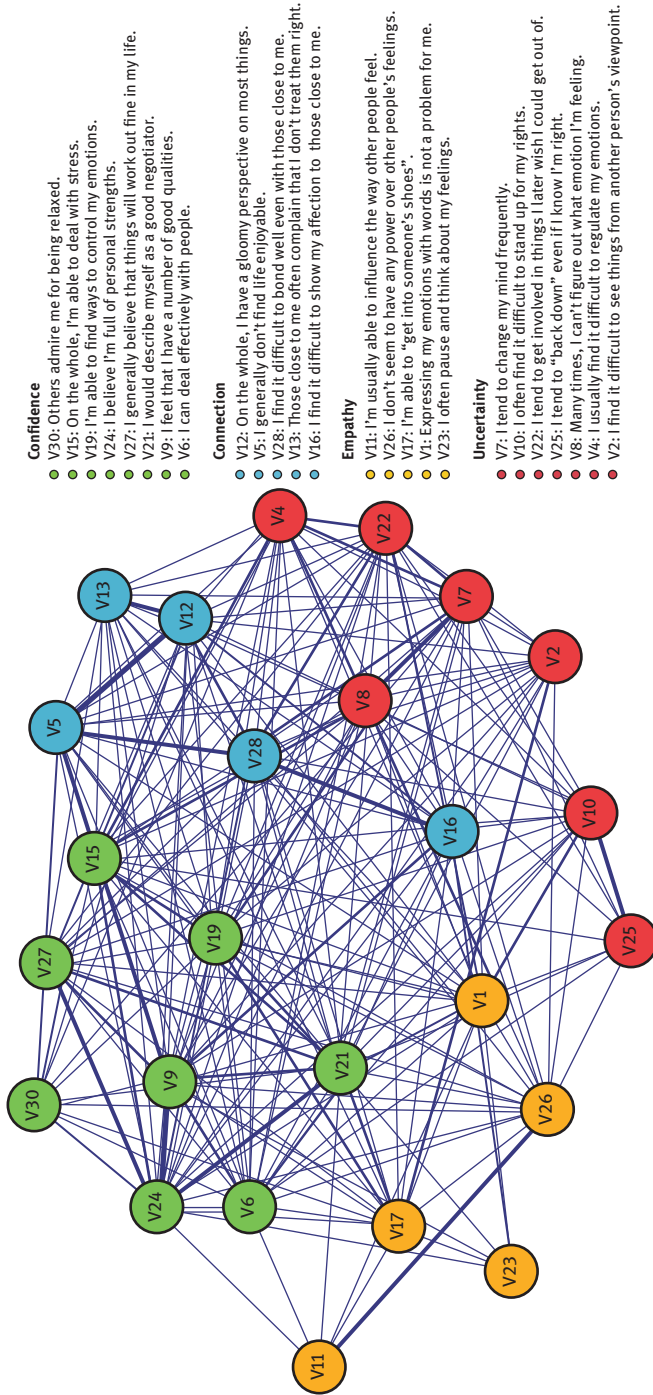 Confidence
V30: Others admire me for being relaxed.
V15: On the whole, I'm able to deal with stress.
V19: I'm able to find ways to control my emotions.
V24: I believe I'm full of personal strengths.
V27: I generally believe that things will work out fine in my life.
V21: I would describe myself as a good negotiator.
V9: I feel that I have a number of good qualities.
V6: I can deal effectively with people.
Connection
V12: On the whole, I have a gloomy perspective on most things.
V5: I generally don't find life enjoyable.
V28: I find it difficult to bond well even with those close to me.
V13: Those close to me often complain that I don't treat them right.
V16: I find it difficult to show my affection to those close to me.
Empathy
V11: I'm usually able to influence the way other people feel.
V26: I don't seem to have any power over other people's feelings.
V17: I'm able to “get into someone's shoes” .
V1: Expressing my emotions with words is not a problem for me.
V23: I often pause and think about my feelings.
Uncertainty
V7: I tend to change my mind frequently.
V10: I often find it difficult to stand up for my rights.
V22: I tend to get involved in things I later wish I could get out of.
V25: I tend to “back down” even if I know I'm right.
V8: Many times, I can't figure out what emotion I'm feeling.
V4: I usually find it difficult to regulate my emotions.
V2: I find it difficult to see things from another person's viewpoint.
V30
V27
V5
V15
V13
V24
V9
V12
V19
V6
V28
V4
V11
V21
V8
V22
V17
V16
V7
V1
V23
V26
V2
V10
V25